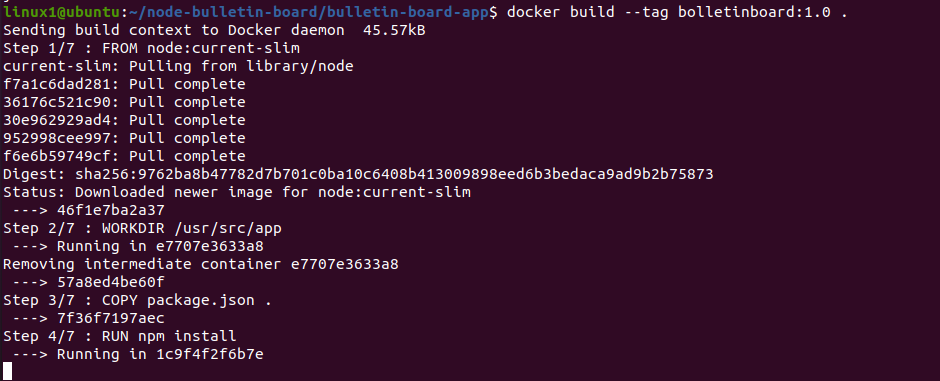 linux1@ubuntu:~/node-bulletin-board/bulletin-board-app$ docker build --tag bolletinboard:1.0 .
Sending build context to Docker daemon  45.57kB
Step 1/7 : FROM node:current-slim
current-slim: Pulling from library/node
f7a1c6dad281: Pull complete
36176c521c90: Pull complete
30e962929ad4: Pull complete
952998cee997: Pull complete
f6e6b59749cf: Pull complete
Digest: sha256:9762ba8b47782d7b701c0ba10c6408b413009898eed6b3bedaca9ad9b2b75873
Status: Downloaded newer image for node:current-slim
 ---> 46f1e7ba2a37
Step 2/7 : WORKDIR /usr/src/app
 ---> Running in e7707e3633a8
Removing intermediate container e7707e3633a8
 ---> 57a8ed4be60f
Step 3/7 : COPY package.json .
 ---> 7f36f7197aec
Step 4/7 : RUN npm install
 ---> Running in 1c9f4f2f6b7e